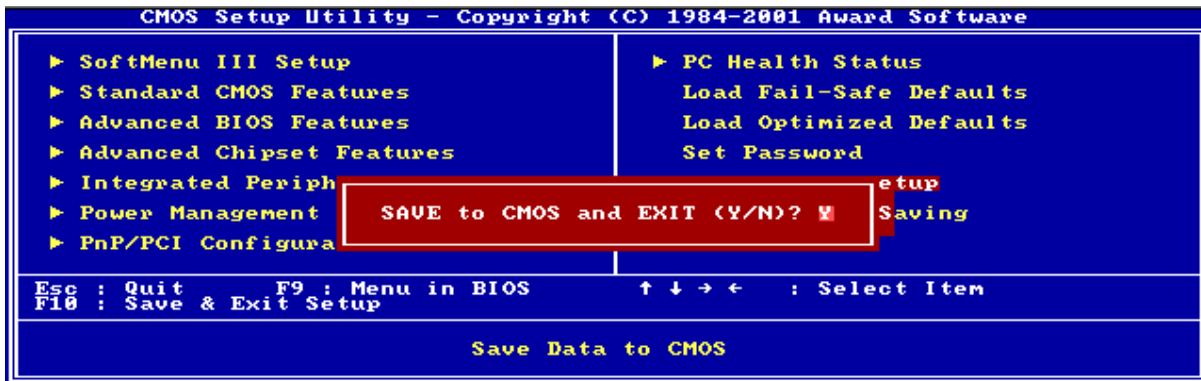 CMOS Setup Utility - Copyright (C) 1984-2001 Award Software
► SoftMenu III Setup
► Standard CMOS Features
► Advanced BIOS Features
► Advanced Chipset Features
► Integrated Periph
► Power Management
► PnP/PCI Configura
► PC Health Status
Load Fail-Safe Defaults
Load Optimized Defaults
Set Password
etup
Saving
SAVE to CMOS and EXIT (Y/N)? Y
Esc : Quit F9 : Menu in BIOS ↑ ↓ → ← : Select Item
F10 : Save & Exit Setup
Save Data to CMOS